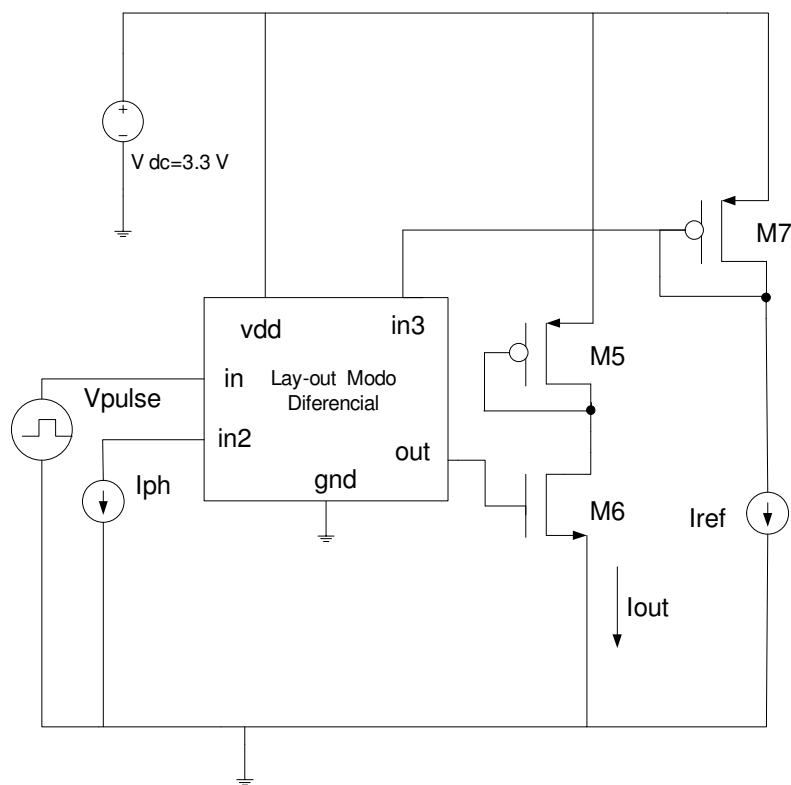 +
–
V dc=3.3 V
M7
vdd
in3
M5
in
Lay-out Modo
Diferencial
Vpulse
in2
out
Iph
gnd
M6
Iref
Iout